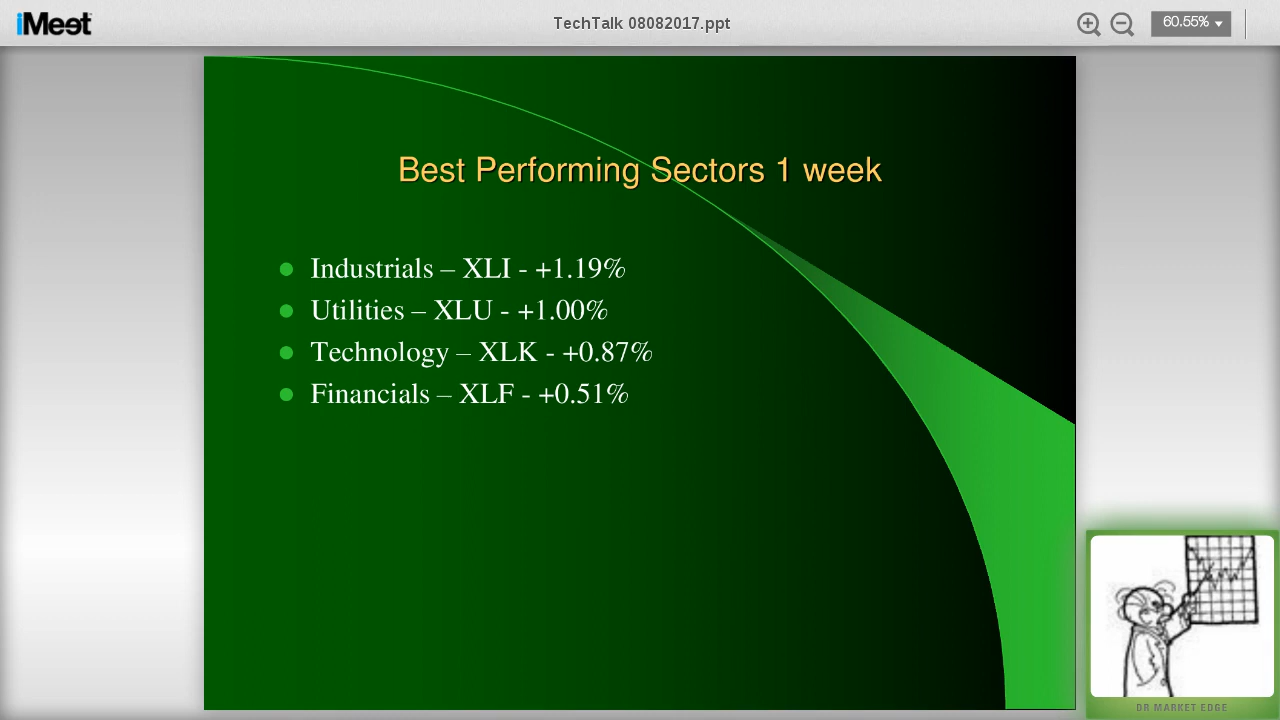 iMeet
TechTalk 08082017.ppt
60.55%
Best Performing Sectors 1 week
Industrials – XLI - +1.19%
Utilities – XLU - +1.00%
Technology – XLK - +0.87%
Financials – XLF - +0.51%
DR MARKET EDGE